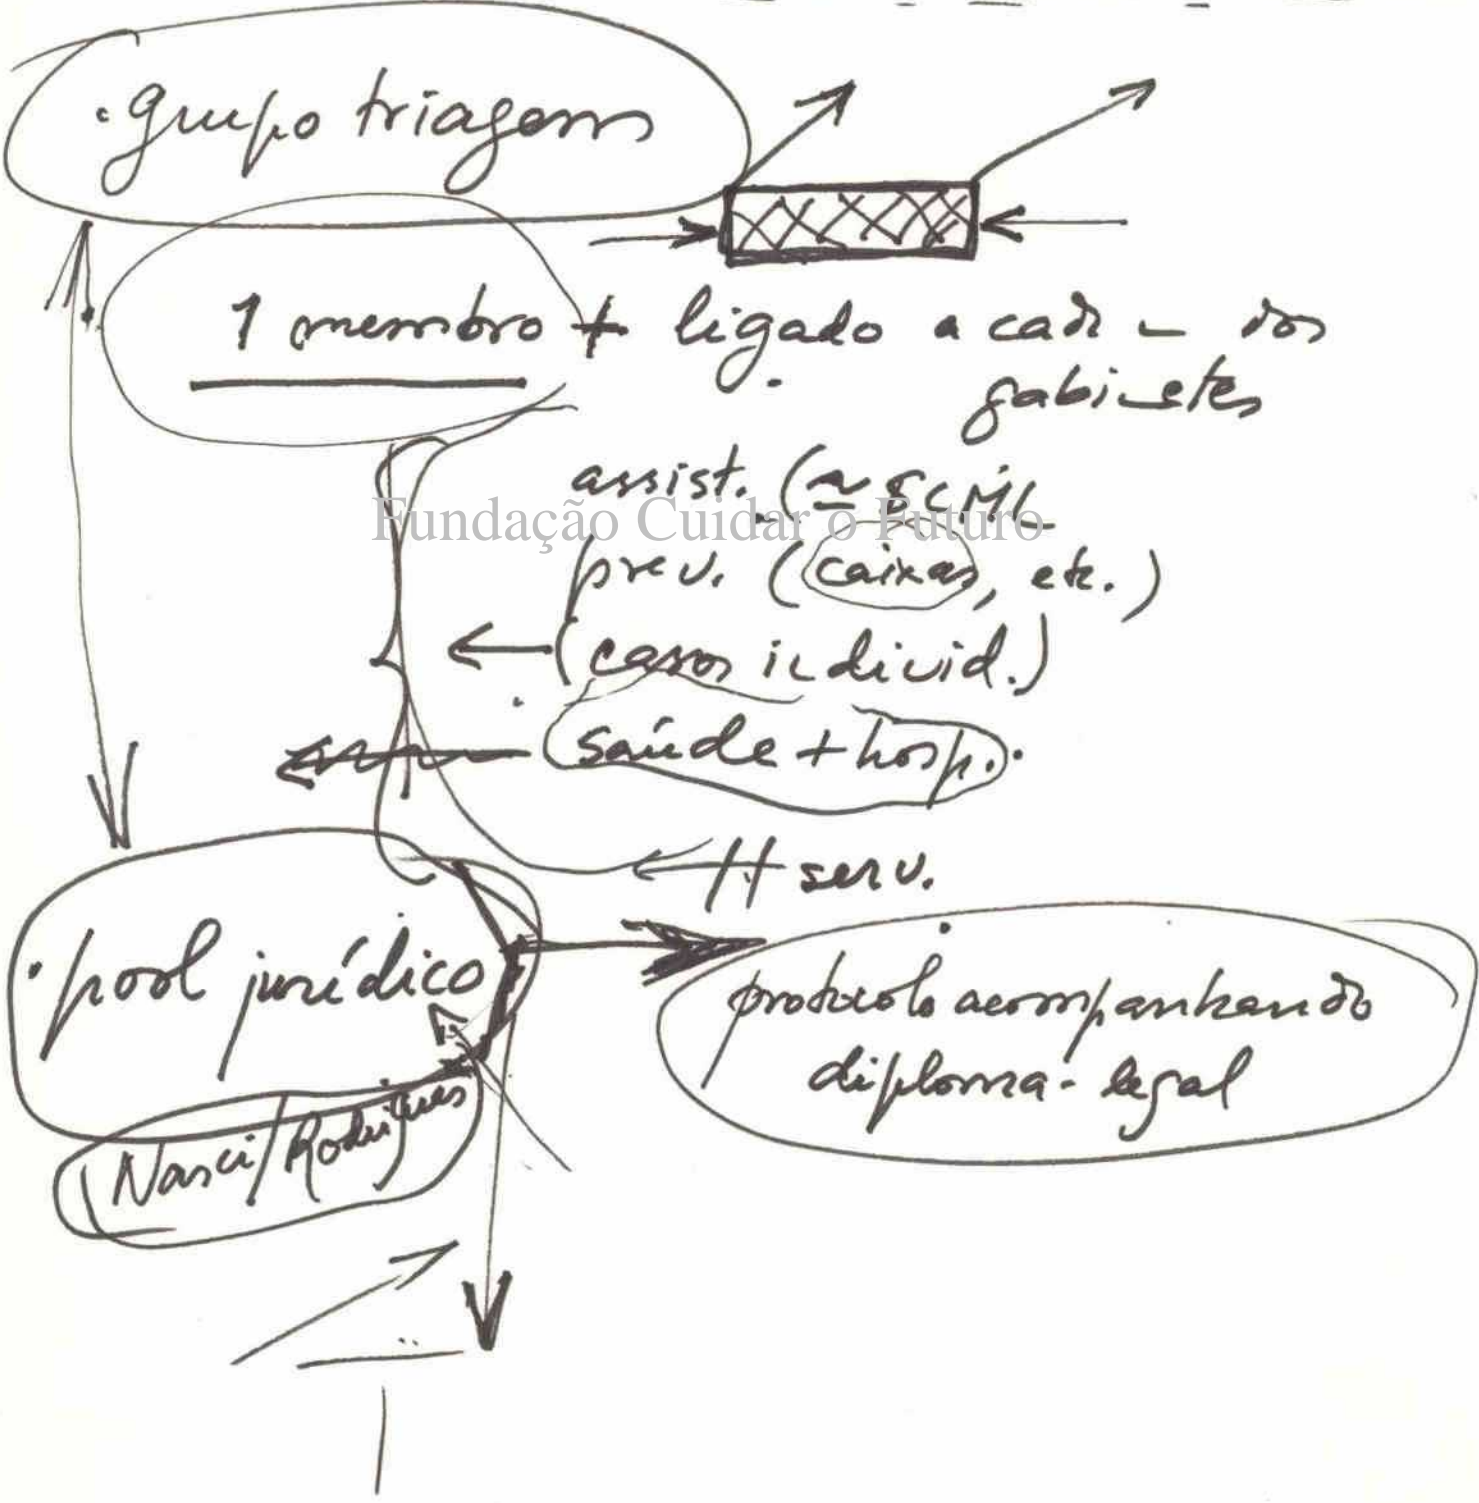 · grupo triagem
1 membro + ligado a cada um dos
gabinetes
assist. (≃ SCML
Fundação Cuidar o Futuro
prev. (caixas, etc.)
(casos individ.)
saúde + hosp.
// serv.
· pool jurídico
protocolo acompanhando
diploma-legal
Nasci/Rodrigues